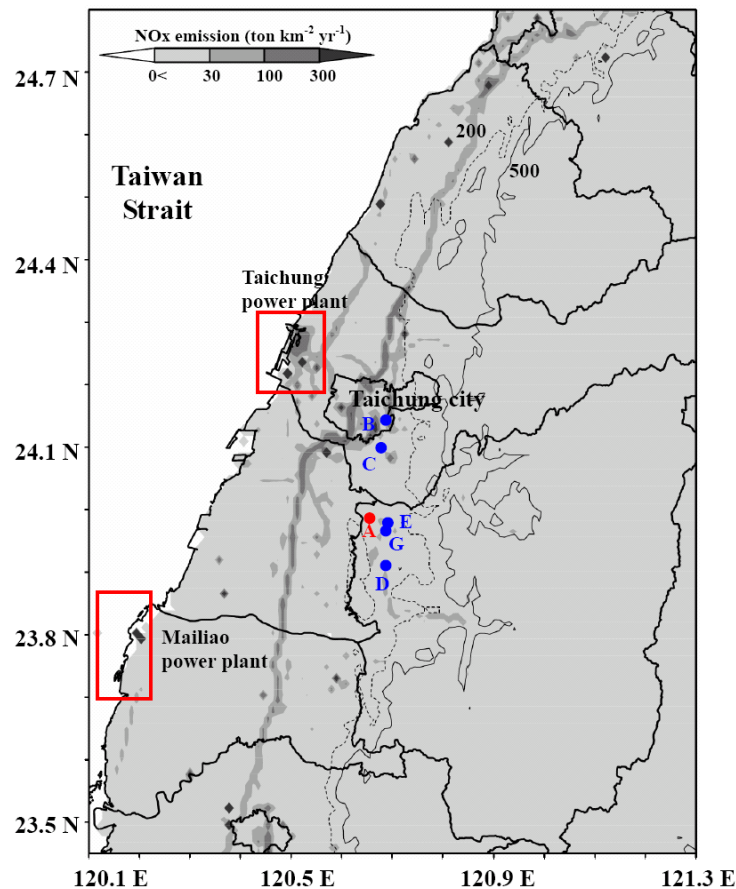 NOx emission (ton km-2 yr-1)
0< 30 100 300
24.7
200
500
Taiwan
Strait
24.4 N
Taichung
power plant
Taichung city
B
24.1 N
C
E
A
G
D
23.8 N
Mailiao
power plant
23.5 N
120.1 E 120.5 E 120.9 E 121.3 E